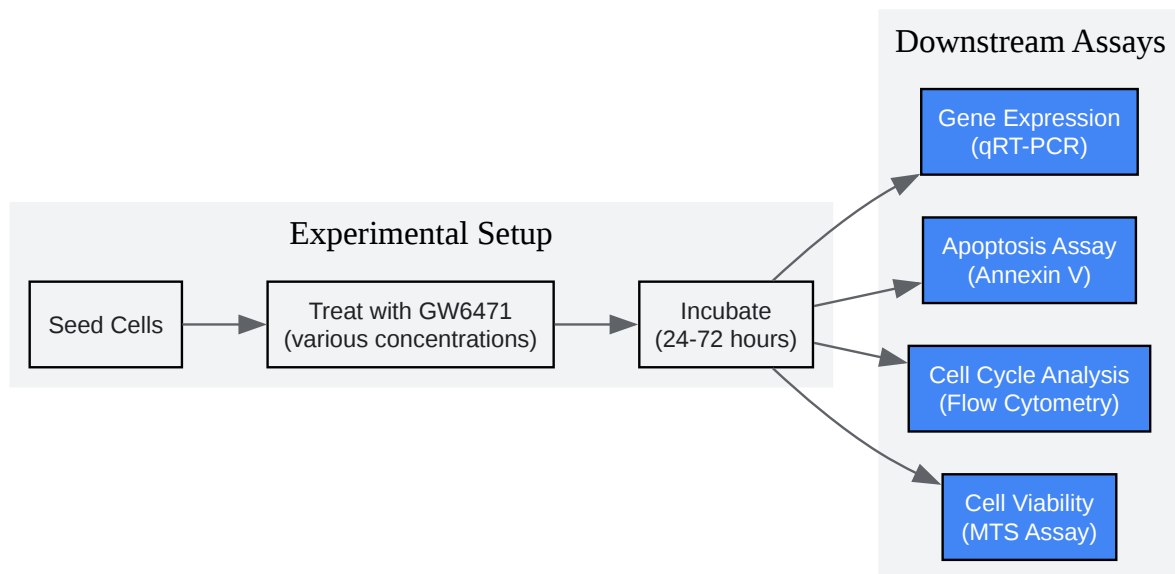 Experimental Setup
Seed Cells
Treat with GW6471
(various concentrations)
Incubate
(24-72 hours)
Downstream Assays
Gene Expression
(qRT-PCR)
Apoptosis Assay
(Annexin V)
Cell Cycle Analysis
(Flow Cytometry)
Cell Viability
(MTS Assay)